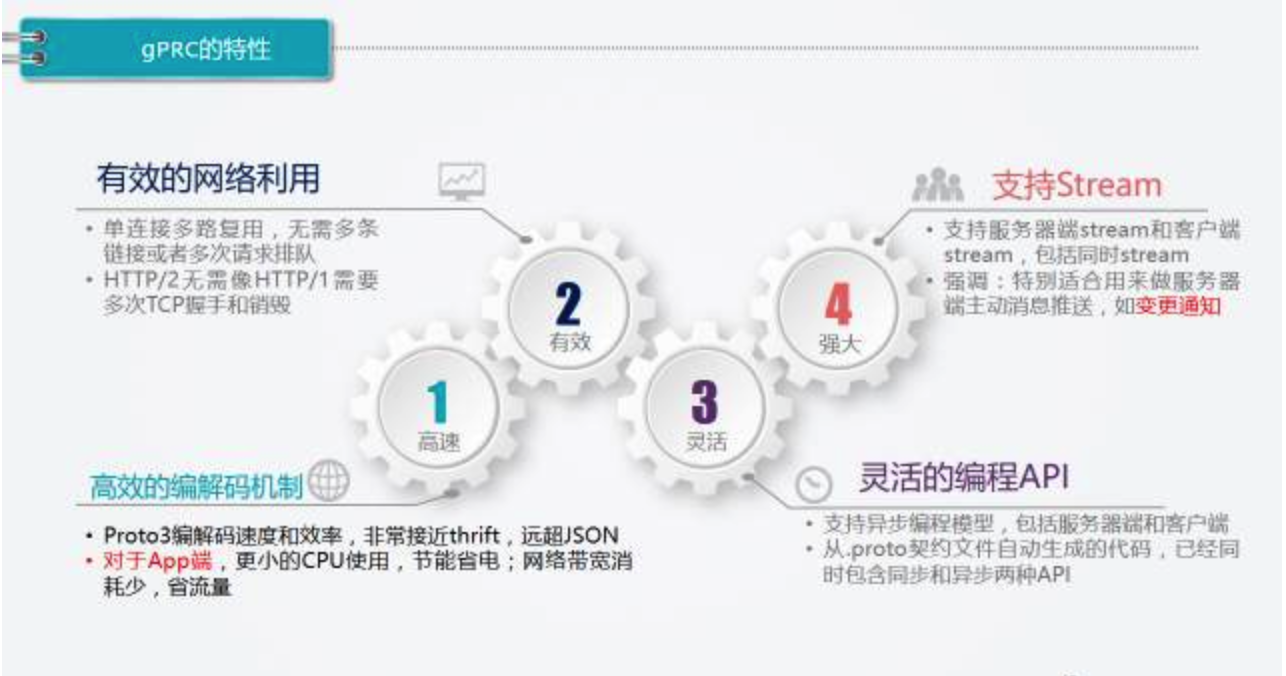 gPRC的特性
有效的网络利用
• 单连接多路复用，无需多条
链接或者多次请求排队
• HTTP/2无需像HTTP/1需要
多次TCP握手和销毁
支持Stream
• 支持服务器端stream和客户端
stream，包括同时stream
• 强调：特别适合用来做服务器
端主动消息推送，如变更通知
2
有效
4
强大
1
高速
3
灵活
高效的编解码机制
• Proto3编解码速度和效率，非常接近thrift，远超JSON
• 对于App端，更小的CPU使用，节能省电；网络带宽消
耗少，省流量
灵活的编程API
• 支持异步编程模型，包括服务器端和客户端
• 从.proto契约文件自动生成的代码，已经同
时包含同步和异步两种API